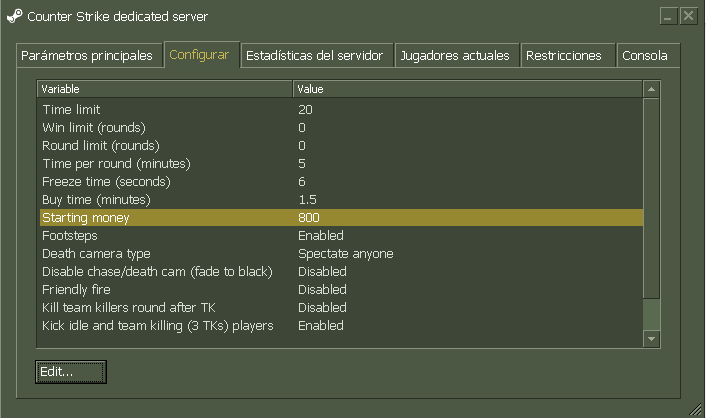 Counter Strike dedicated server
Parámetros principales Configurar Estadísticas del servidor Jugadores actuales Restricciones Consola
Variable Value
Time limit 20
Win limit (rounds) 0
Round limit (rounds) 0
Time per round (minutes) 5
Freeze time (seconds) 6
Buy time (minutes) 1.5
Starting money 800
Footsteps Enabled
Death camera type Spectate anyone
Disable chase/death cam (fade to black) Disabled
Friendly fire Disabled
Kill team killers round after TK Disabled
Kick idle and team killing (3 TKs) players Enabled
Edit...